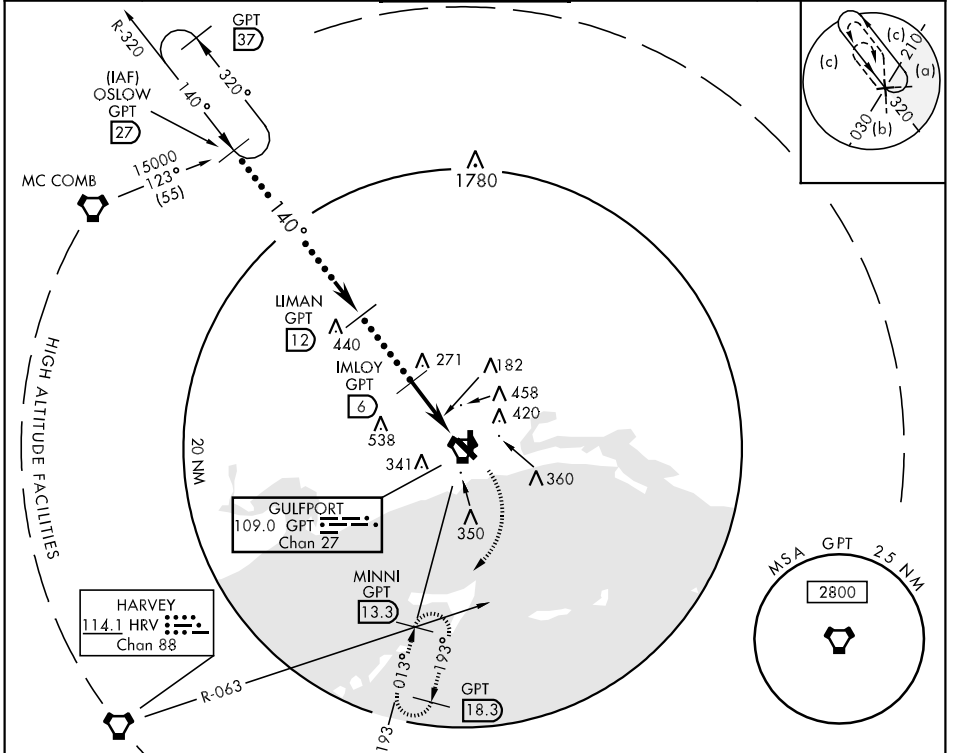 R-320
GPT
37
(IAF)
OSLOW
GPT
27
140°
320°
15000
123°
(55)
MC COMB
140°
1780
(c)
(c)
210
(a)
320
030
(b)
LIMAN
GPT
12
440
IMLOY
GPT
6
271
182
458
420
538
341
360
350
20 NM
HIGH ALTITUDE FACILITIES
GULFPORT
109.0 GPT
Chan 27
MINNI
GPT
13.3
HARVEY
114.1 HRV
Chan 88
R-063
013°
193°
GPT
18.3
193
MSA GPT 25 NM
2800